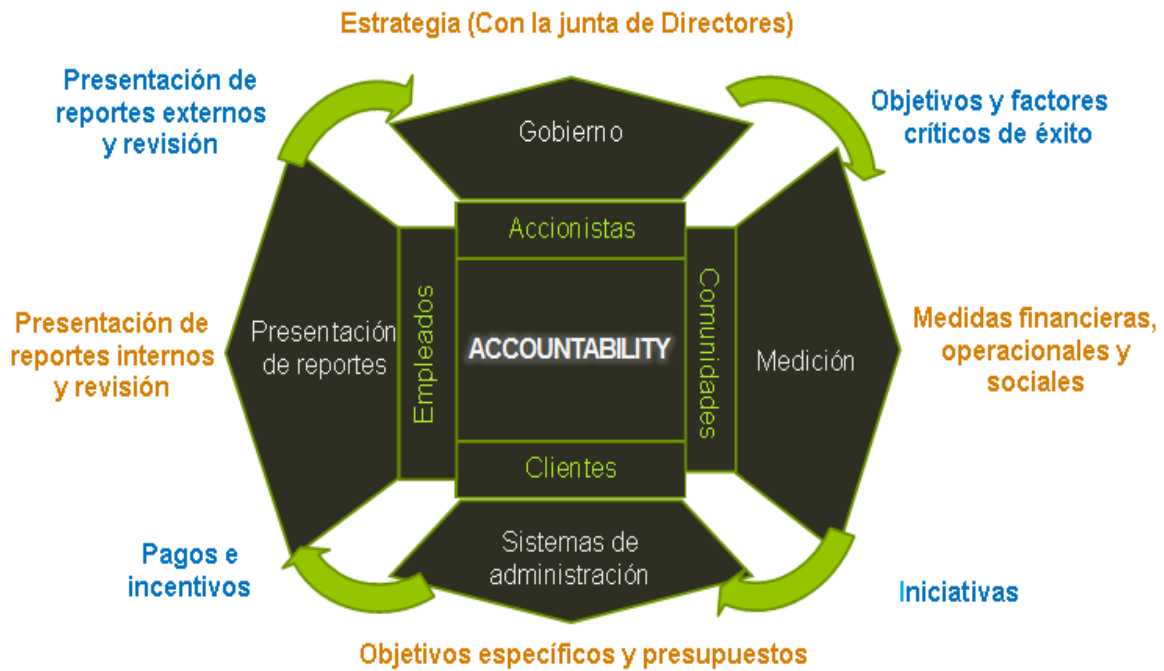 Estrategia (Con la junta de Directores)
Presentación de
reportes externos
y revisión
Objetivos y factores
críticos de éxito
Gobierno
Accionistas
Presentación de
reportes internos
y revisión
Presentación
de reportes
Empleados
ACCOUNTABILITY
Comunidades
Medición
Medidas financieras,
operacionales y
sociales
Clientes
Sistemas de
administración
Pagos e
incentivos
Iniciativas
Objetivos específicos y presupuestos